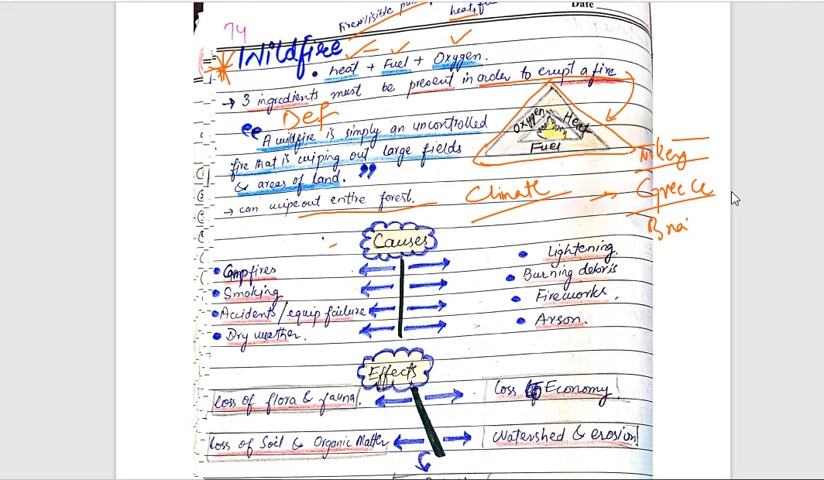 74
Date
Wildfire
• heat + Fuel + Oxygen.
→ 3 ingredients must be present in order to erupt a fire
Def
Oxygen
Heat
Fuel
“ A wildfire is simply an uncontrolled
fire that is wiping out large fields
& areas of land. ”
Turkey
→ can wipe out entire forest.
Climate → Greece
Causes
• Campfires
• Lightening.
• Smoking
• Burning debris
• Accidents / equip failure
• Fireworks.
• Dry weather.
• Arson.
Effects
loss of flora & fauna.
loss of Economy
loss of Soil & Organic Matter
Watershed & erosion